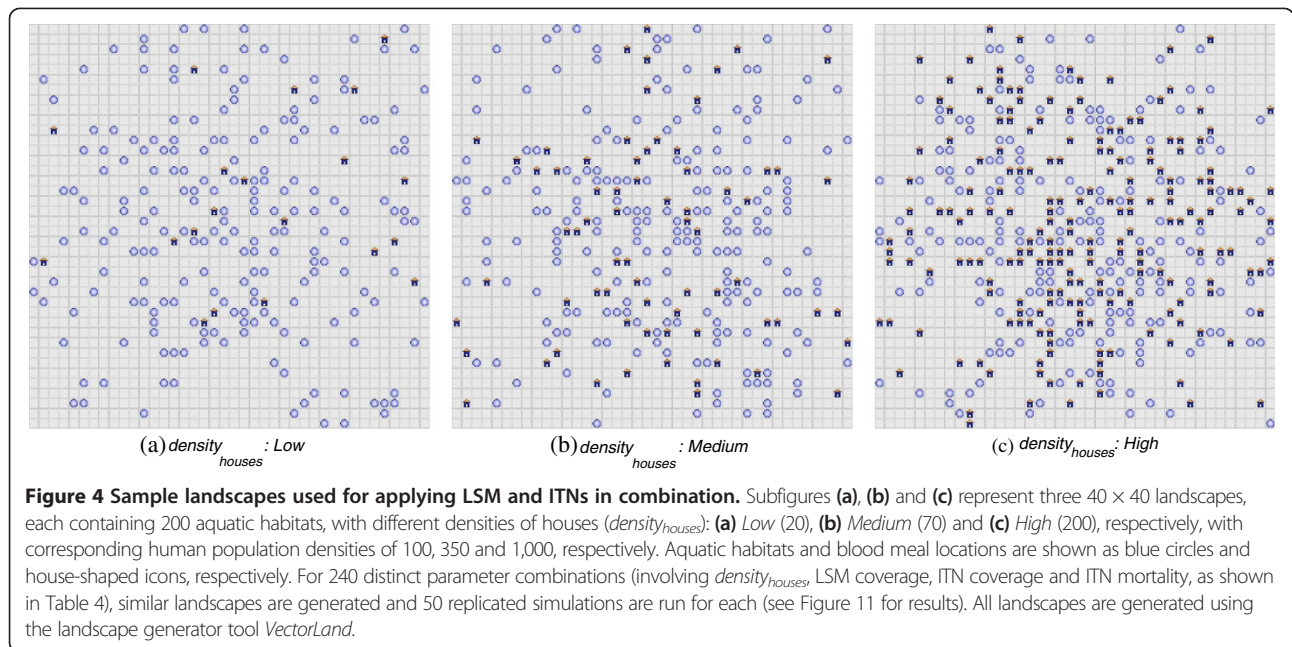 (a) density houses : Low
(b) density houses : Medium
(c) density houses : High
Figure 4 Sample landscapes used for applying LSM and ITNs in combination. Subfigures (a), (b) and (c) represent three 40 × 40 landscapes,
each containing 200 aquatic habitats, with different densities of houses (density houses): (a) Low (20), (b) Medium (70) and (c) High (200), respectively, with
corresponding human population densities of 100, 350 and 1,000, respectively. Aquatic habitats and blood meal locations are shown as blue circles and
house-shaped icons, respectively. For 240 distinct parameter combinations (involving density houses, LSM coverage, ITN coverage and ITN mortality, as shown
in Table 4), similar landscapes are generated and 50 replicated simulations are run for each (see Figure 11 for results). All landscapes are generated using
the landscape generator tool VectorLand.